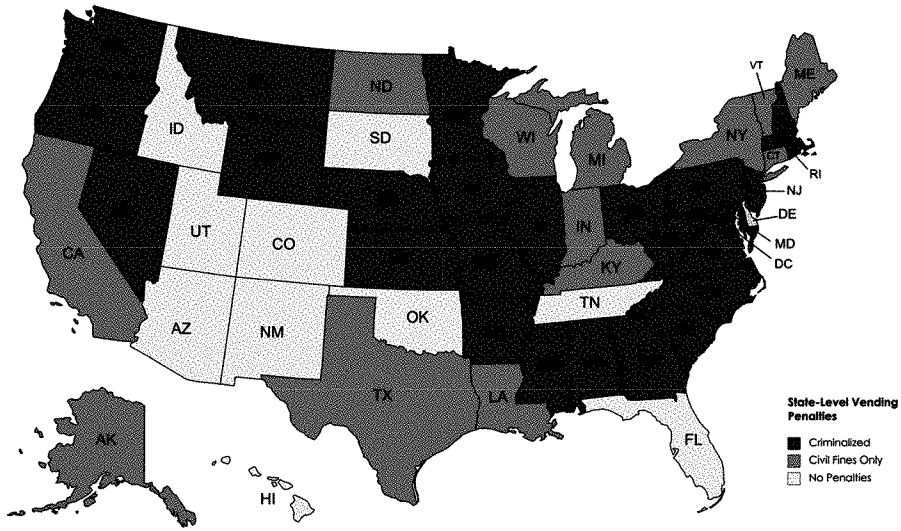 VT
ME
ND
ID
SD
WI
MI
NY
CT
RI
NJ
DE
MD
DC
UT
CO
IN
KY
CA
AZ
NM
OK
TN
TX
LA
FL
AK
HI
State-Level Vending
Penalties
Criminalized
Civil Fines Only
No Penalties